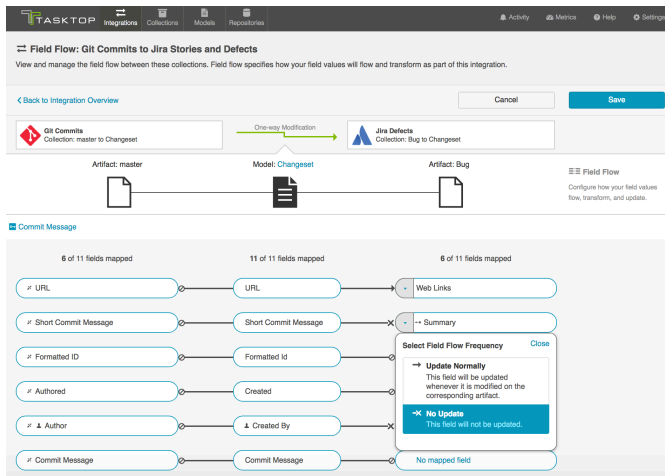 TASKTOP
Integrations
Collections
Models
Repositories
Activity
Metrics
Help
Settings
Field Flow: Git Commits to Jira Stories and Defects
View and manage the field flow between these collections. Field flow specifies how your field values will flow and transform as part of this integration.
Back to Integration Overview
Cancel
Save
Git Commits
Collection: master to Changeset
One-way Modification
Jira Defects
Collection: Bug to Changeset
Artifact: master
Model: Changeset
Artifact: Bug
Field Flow
Configure how your field values
flow, transform, and update.
Commit Message
6 of 11 fields mapped
11 of 11 fields mapped
6 of 11 fields mapped
URL
URL
Web Links
Short Commit Message
Short Commit Message
Summary
Select Field Flow Frequency
Close
Update Normally
This field will be updated
whenever it is modified on the
corresponding artifact.
No Update
This field will not be updated.
Formatted ID
Formatted Id
Authored
Created
Author
Created By
Commit Message
Commit Message
No mapped field